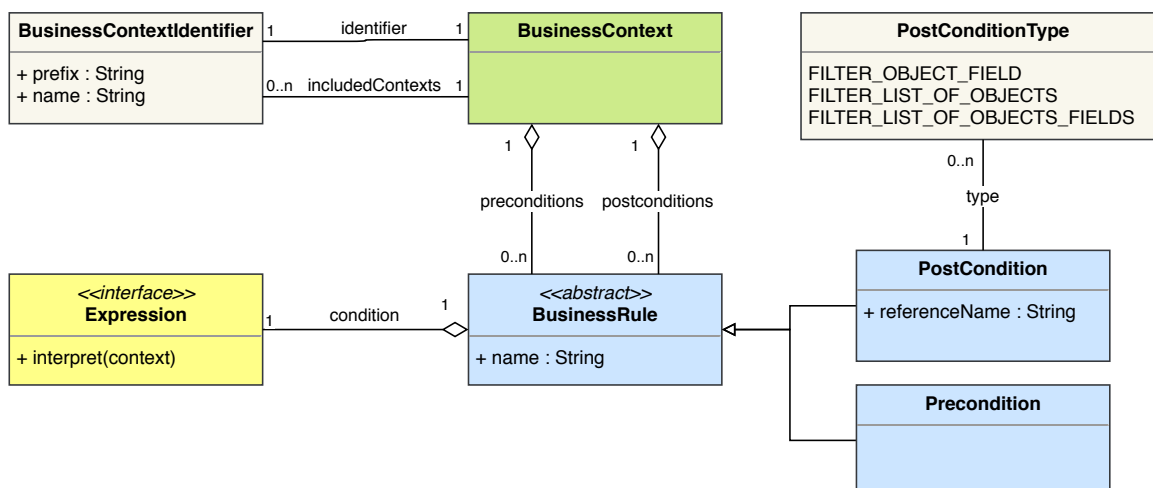 BusinessContextIdentifier
+ prefix : String
+ name : String
1 identifier 1
0..n includedContexts 1
BusinessContext
PostConditionType
FILTER_OBJECT_FIELD
FILTER_LIST_OF_OBJECTS
FILTER_LIST_OF_OBJECTS_FIELDS
1
1
preconditions
postconditions
0..n
0..n
0..n
type
1
<<interface>>
Expression
+ interpret(context)
1 condition 1
<<abstract>>
BusinessRule
+ name : String
PostCondition
+ referenceName : String
Precondition